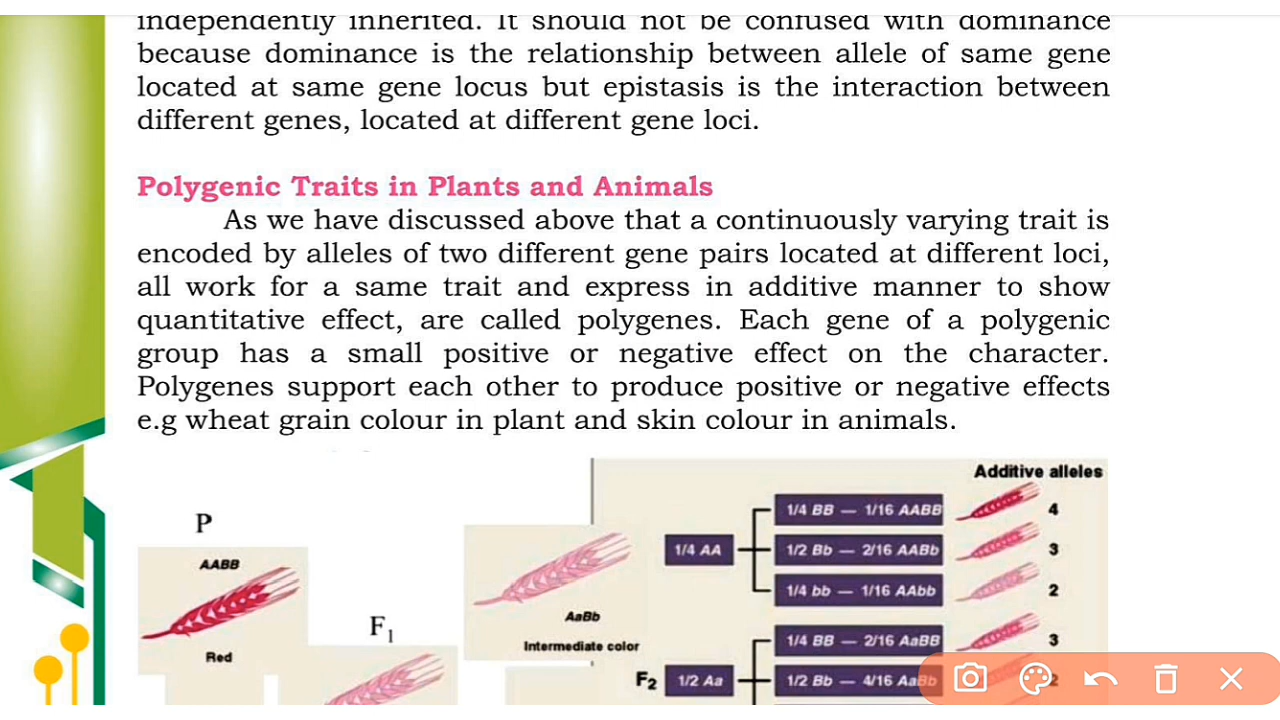 independently inherited. It should not be confused with dominance
because dominance is the relationship between allele of same gene
located at same gene locus but epistasis is the interaction between
different genes, located at different gene loci.
Polygenic Traits in Plants and Animals
As we have discussed above that a continuously varying trait is
encoded by alleles of two different gene pairs located at different loci,
all work for a same trait and express in additive manner to show
quantitative effect, are called polygenes. Each gene of a polygenic
group has a small positive or negative effect on the character.
Polygenes support each other to produce positive or negative effects
e.g wheat grain colour in plant and skin colour in animals.
P
AABB
Red
F1
AaBb
Intermediate color
Additive alleles
1/4 AA
1/4 BB — 1/16 AABB 4
1/2 Bb — 2/16 AABb 3
1/4 bb — 1/16 AAbb 2
F2
1/2 Aa
1/4 BB — 2/16 AaBB 3
1/2 Bb — 4/16 AaBb 2